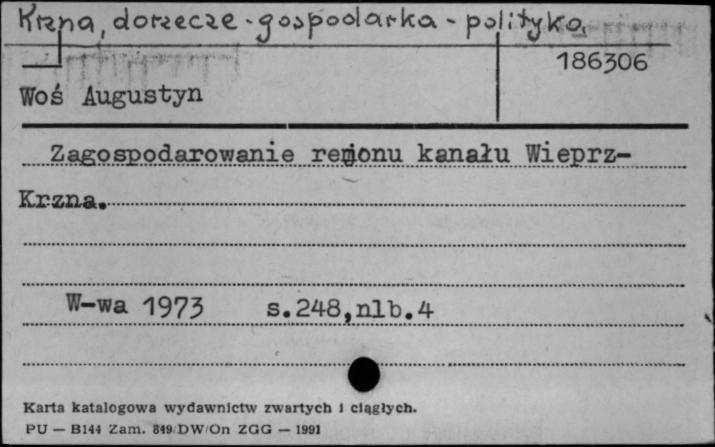 Krzna, dorzecze - gospodarka - polityka.
186306
Woś Augustyn
Zagospodarowanie regionu kanału Wieprz-
Krzna.
W-wa 1973 s.248,nlb.4
Karta katalogowa wydawnictw zwartych i ciągłych.
PU — B144 Zam. 849/DW/On ZGG — 1991